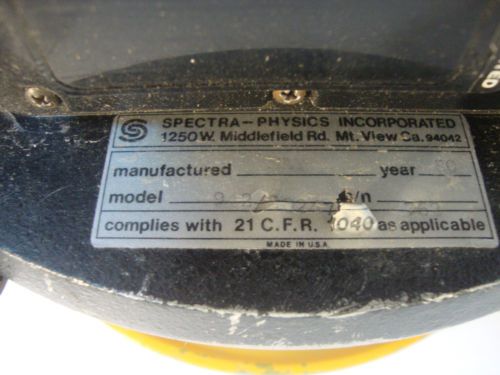 SPECTRA-PHYSICS INCORPORATED
1250 W. Middlefield Rd. Mt. View Ca. 94042
manufactured year
model s/n
complies with 21 C.F.R. 1040 as applicable
MADE IN U.S.A.